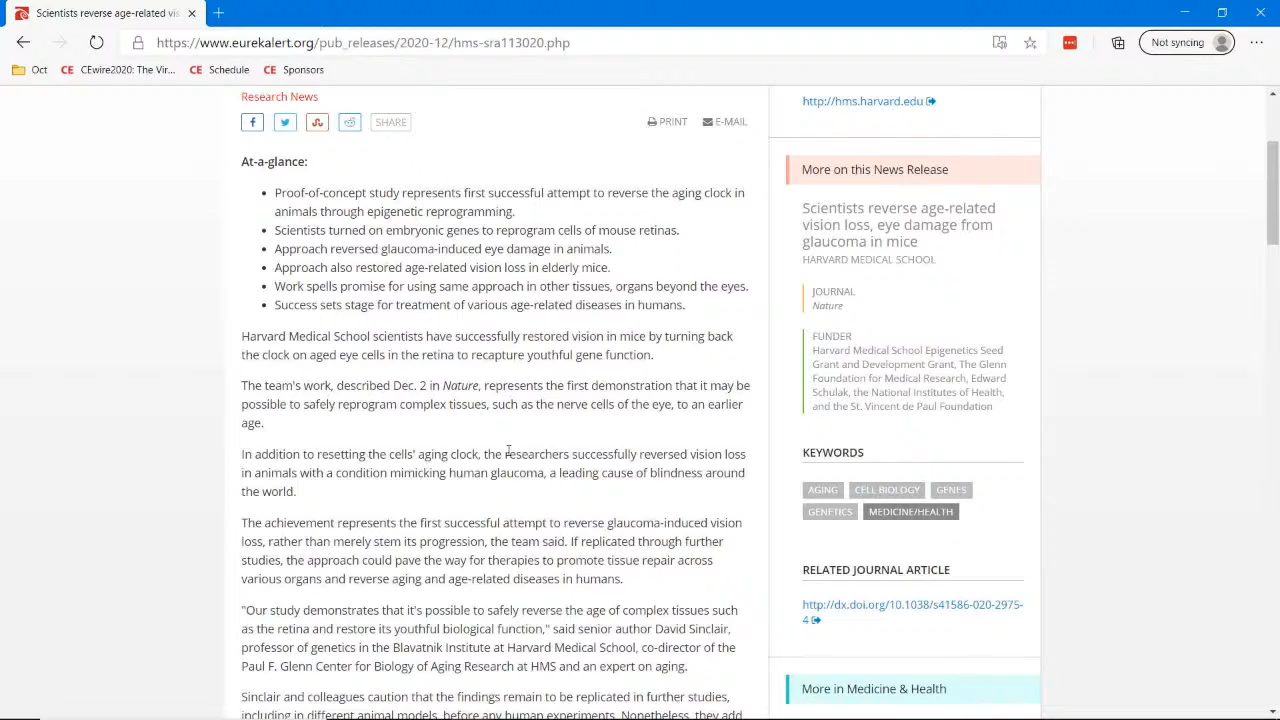 Scientists reverse age-related vis
https://www.eurekalert.org/pub_releases/2020-12/hms-sra113020.php
Not syncing
Oct
CE CEwire2020: The Vir...
CE Schedule
CE Sponsors
Research News
SHARE
PRINT
E-MAIL
At-a-glance:
• Proof-of-concept study represents first successful attempt to reverse the aging clock in
animals through epigenetic reprogramming.
• Scientists turned on embryonic genes to reprogram cells of mouse retinas.
• Approach reversed glaucoma-induced eye damage in animals.
• Approach also restored age-related vision loss in elderly mice.
• Work spells promise for using same approach in other tissues, organs beyond the eyes.
• Success sets stage for treatment of various age-related diseases in humans.
Harvard Medical School scientists have successfully restored vision in mice by turning back
the clock on aged eye cells in the retina to recapture youthful gene function.
The team's work, described Dec. 2 in Nature, represents the first demonstration that it may be
possible to safely reprogram complex tissues, such as the nerve cells of the eye, to an earlier
age.
In addition to resetting the cells' aging clock, the researchers successfully reversed vision loss
in animals with a condition mimicking human glaucoma, a leading cause of blindness around
the world.
The achievement represents the first successful attempt to reverse glaucoma-induced vision
loss, rather than merely stem its progression, the team said. If replicated through further
studies, the approach could pave the way for therapies to promote tissue repair across
various organs and reverse aging and age-related diseases in humans.
"Our study demonstrates that it's possible to safely reverse the age of complex tissues such
as the retina and restore its youthful biological function," said senior author David Sinclair,
professor of genetics in the Blavatnik Institute at Harvard Medical School, co-director of the
Paul F. Glenn Center for Biology of Aging Research at HMS and an expert on aging.
Sinclair and colleagues caution that the findings remain to be replicated in further studies,
including in different animal models, before any human experiments. Nonetheless, they add
http://hms.harvard.edu
More on this News Release
Scientists reverse age-related
vision loss, eye damage from
glaucoma in mice
HARVARD MEDICAL SCHOOL
JOURNAL
Nature
FUNDER
Harvard Medical School Epigenetics Seed
Grant and Development Grant, The Glenn
Foundation for Medical Research, Edward
Schulak, the National Institutes of Health,
and the St. Vincent de Paul Foundation
KEYWORDS
AGING CELL BIOLOGY GENES
GENETICS MEDICINE/HEALTH
RELATED JOURNAL ARTICLE
http://dx.doi.org/10.1038/s41586-020-2975-
4
More in Medicine & Health